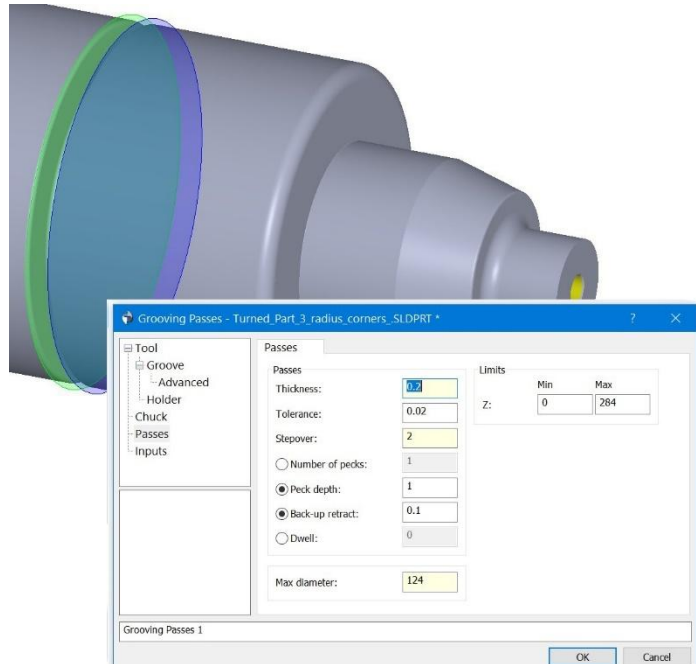 Grooving Passes - Turned_Part_3_radius_corners_.SLDPRT * ? ×
Tool
Groove
Advanced
Holder
Chuck
Passes
Inputs
Passes
Passes
Thickness: 0.2
Tolerance: 0.02
Stepover: 2
Number of pecks: 1
Peck depth: 1
Back-up retract: 0.1
Dwell: 0
Max diameter: 124
Limits
Min Max
Z: 0 284
Grooving Passes 1
OK Cancel